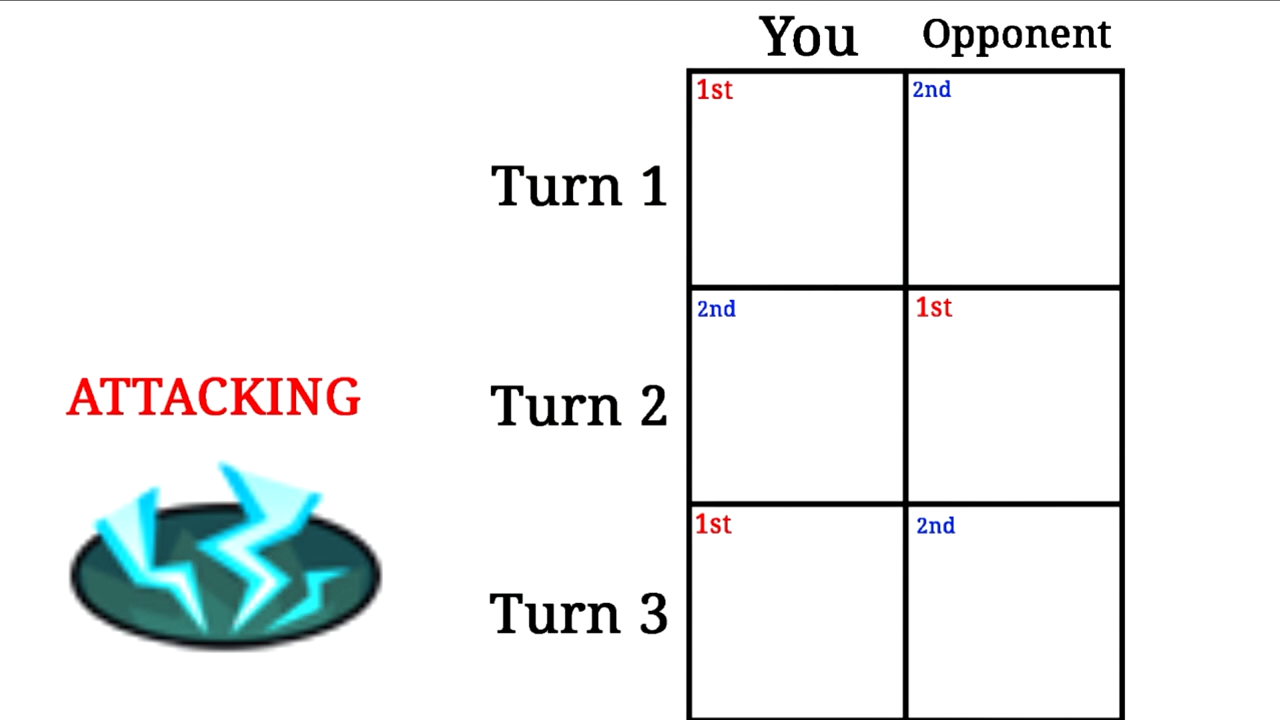 You Opponent
1st 2nd
Turn 1
2nd 1st
Turn 2
ATTACKING
1st 2nd
Turn 3